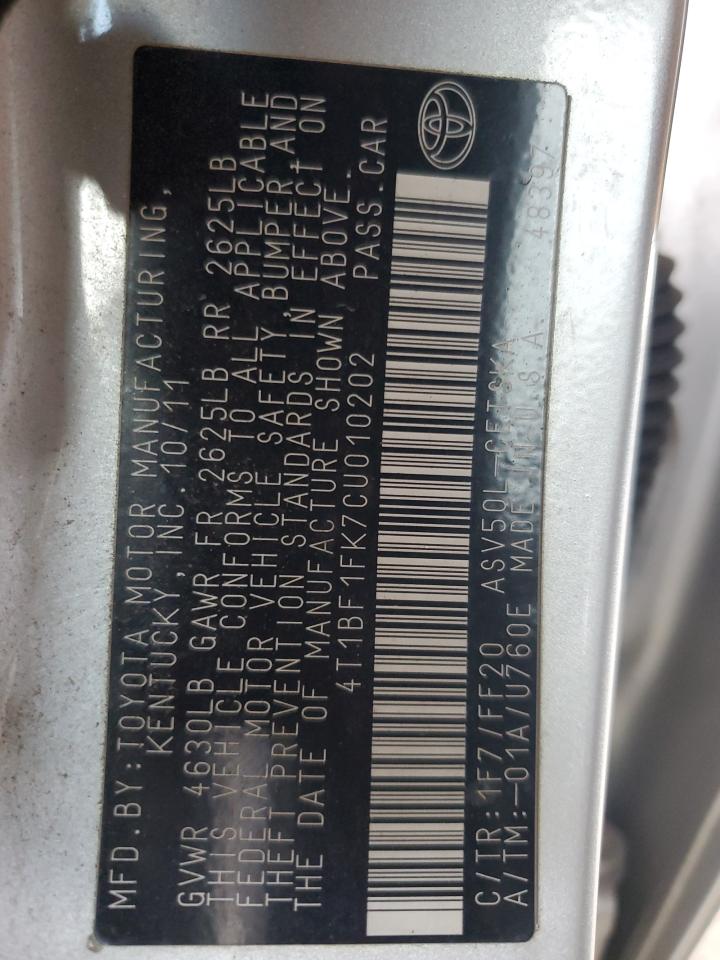 MFD.BY:TOYOTA MOTOR MANUFACTURING,
KENTUCKY,INC 10/11
GVWR 4630LB GAWR FR 2625LB RR 2625LB
THIS VEHICLE CONFORMS TO ALL APPLICABLE
FEDERAL MOTOR VEHICLE SAFETY,BUMPER,AND
THEFT PREVENTION STANDARDS IN EFFECT ON
THE DATE OF MANUFACTURE SHOWN ABOVE.
4T1BF1FK7CU010202 PASS.CAR
C/TR:1F7/FF20 ASV50L-CETSKA 48397
A/TM:-01A/U760E MADE IN U.S.A